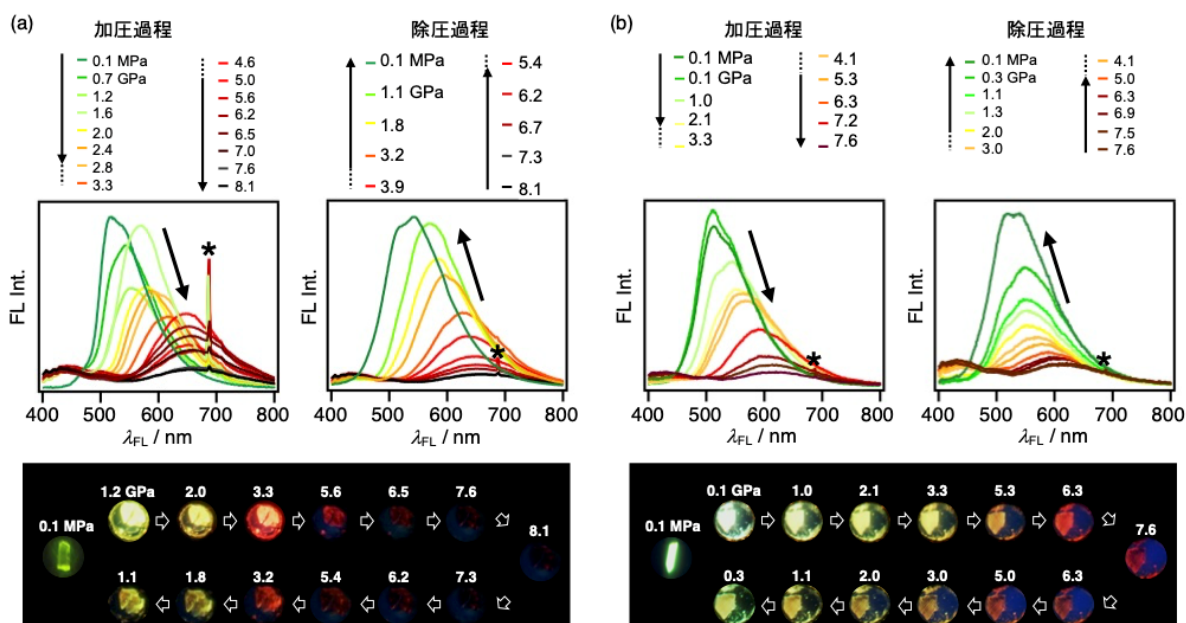 (a)
加圧過程
0.1 MPa
0.7 GPa
1.2
1.6
2.0
2.4
2.8
3.3
4.6
5.0
5.6
6.2
6.5
7.0
7.6
8.1
除圧過程
0.1 MPa
1.1 GPa
1.8
3.2
3.9
5.4
6.2
6.7
7.3
8.1
FL Int.
*
400 500 600 700 800
λFL / nm
FL Int.
*
400 500 600 700 800
λFL / nm
0.1 MPa
1.2 GPa 2.0 3.3 5.6 6.5 7.6
8.1
1.1 1.8 3.2 5.4 6.2 7.3
(b)
加圧過程
0.1 MPa
0.1 GPa
1.0
2.1
3.3
4.1
5.3
6.3
7.2
7.6
除圧過程
0.1 MPa
0.3 GPa
1.1
1.3
2.0
3.0
4.1
5.0
6.3
6.9
7.5
7.6
FL Int.
*
400 500 600 700 800
λFL / nm
FL Int.
*
400 500 600 700 800
λFL / nm
0.1 MPa
0.1 GPa 1.0 2.1 3.3 5.3 6.3
7.6
0.3 1.1 2.0 3.0 5.0 6.3